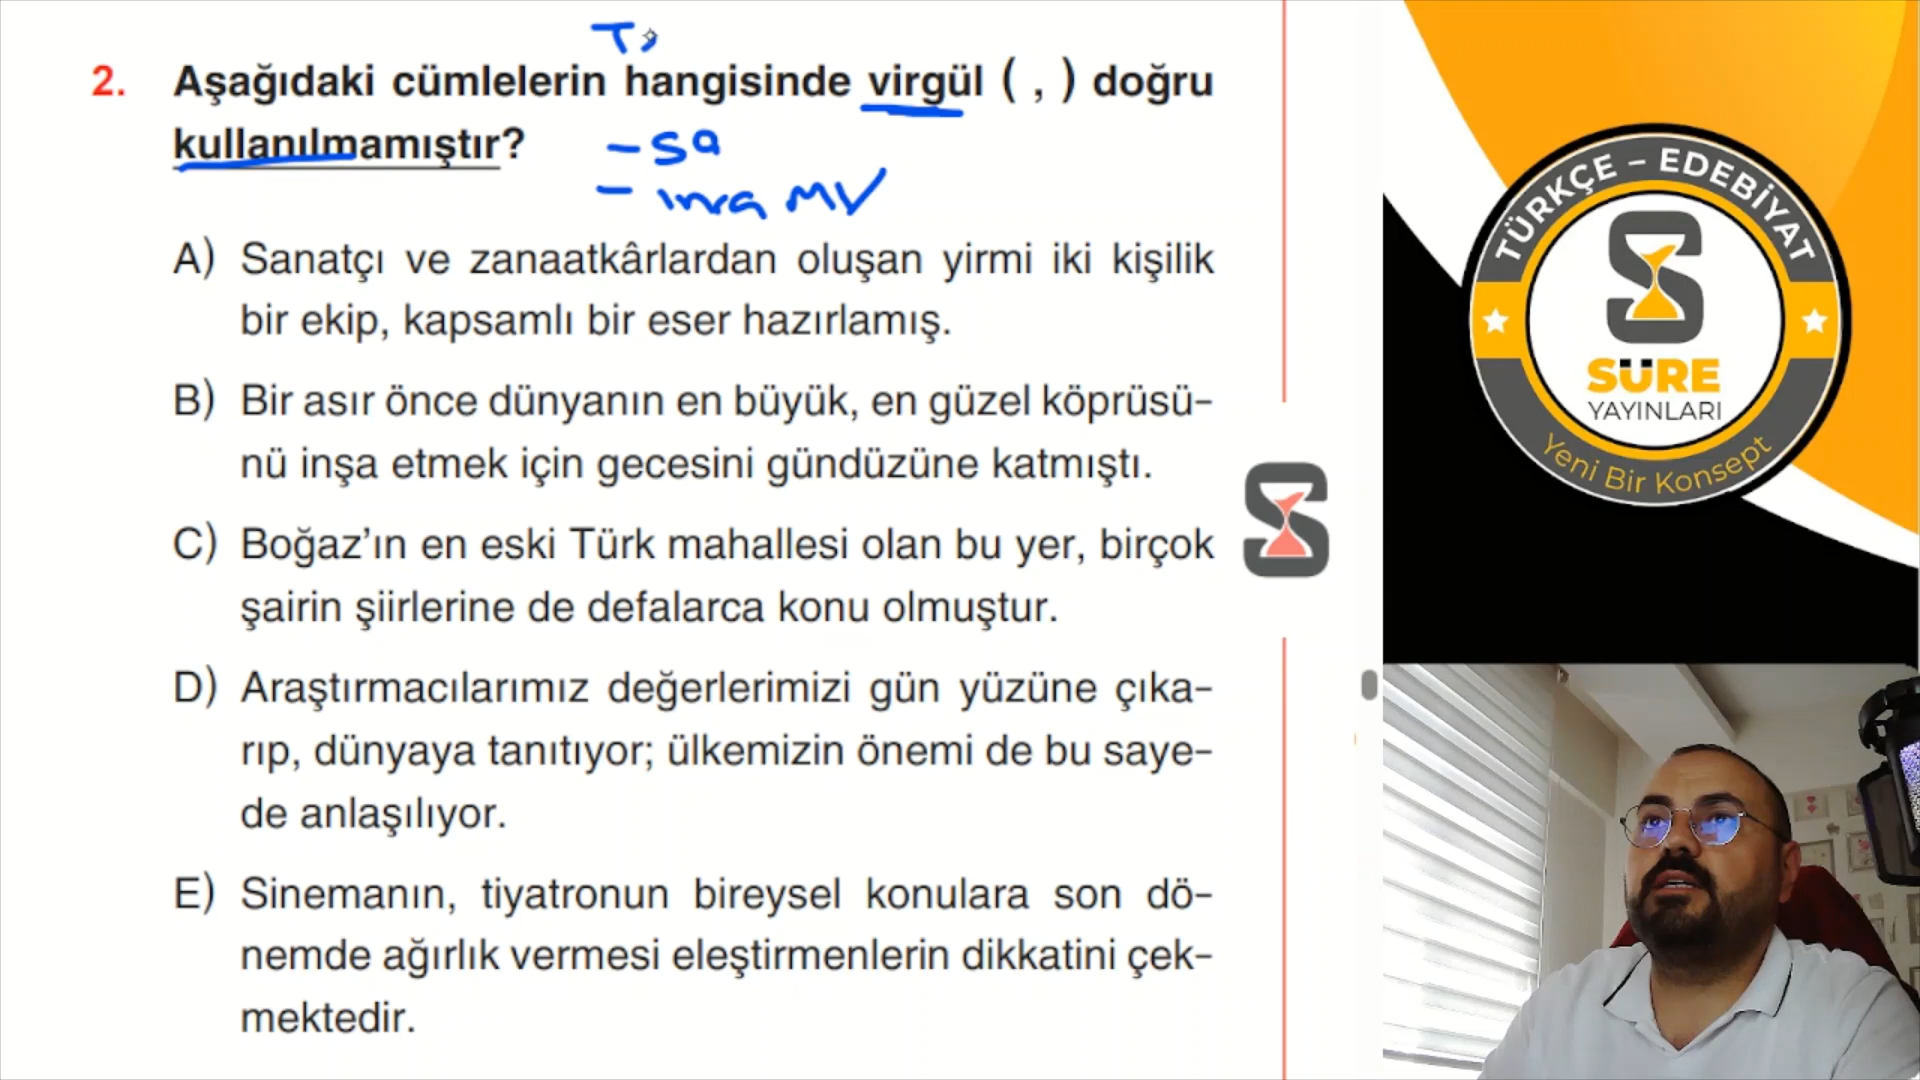 2. Aşağıdaki cümlelerin hangisinde virgül ( , ) doğru
kullanılmamıştır?
-sa
A) Sanatçı ve zanaatkârlardan oluşan yirmi iki kişilik
bir ekip, kapsamlı bir eser hazırlamış.
B) Bir asır önce dünyanın en büyük, en güzel köprüsü-
nü inşa etmek için gecesini gündüzüne katmıştı.
C) Boğaz’ın en eski Türk mahallesi olan bu yer, birçok
şairin şiirlerine de defalarca konu olmuştur.
D) Araştırmacılarımız değerlerimizi gün yüzüne çıka-
rıp, dünyaya tanıtıyor; ülkemizin önemi de bu saye-
de anlaşılıyor.
E) Sinemanın, tiyatronun bireysel konulara son dö-
nemde ağırlık vermesi eleştirmenlerin dikkatini çek-
mektedir.
TÜRKÇE – EDEBİYAT
SÜRE
YAYINLARI
Yeni Bir Konsept